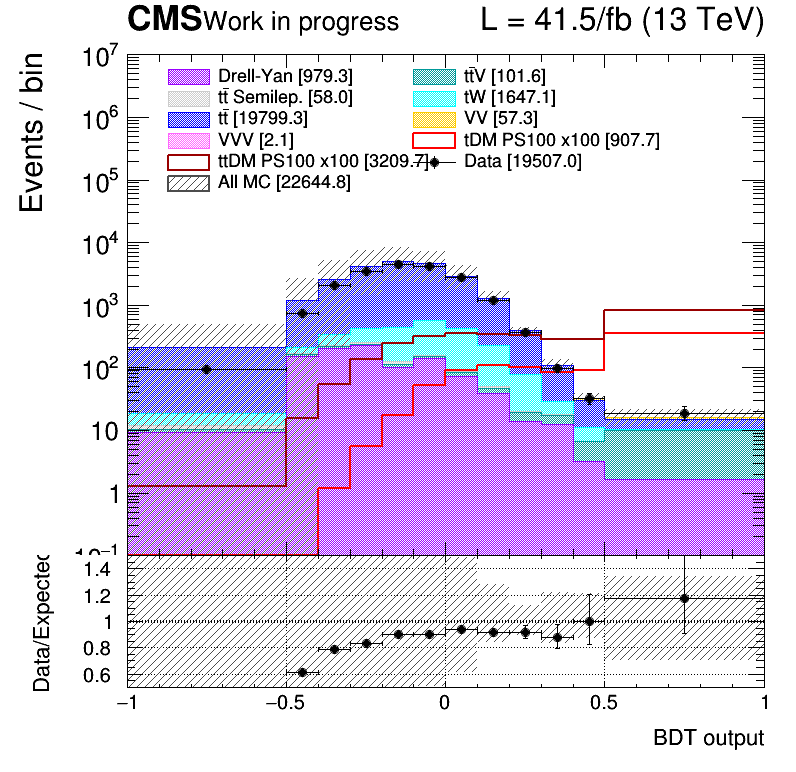 CMS Work in progress L = 41.5/fb (13 TeV)
Events / bin
10⁷
10⁶
10⁵
10⁴
10³
10²
10
1
10⁻¹
Drell-Yan [979.3] tt̄V [101.6]
tt̄ Semilep. [58.0] tW [1647.1]
tt̄ [19799.3] VV [57.3]
VVV [2.1] tDM PS100 x100 [907.7]
ttDM PS100 x100 [3209.7] Data [19507.0]
All MC [22644.8]
Data/Expected
1.4
1.2
1
0.8
0.6
−1 −0.5 0 0.5 1
BDT output